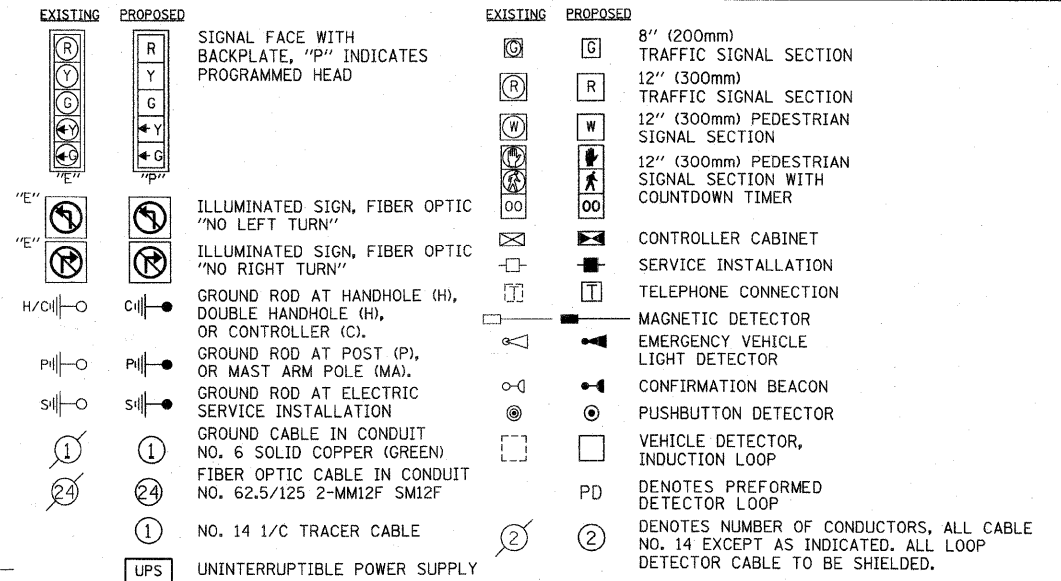 EXISTING PROPOSED
R R SIGNAL FACE WITH
BACKPLATE, "P" INDICATES
Y Y PROGRAMMED HEAD
G G
Y Y
G G
"E" "P"
"E" ILLUMINATED SIGN, FIBER OPTIC
"NO LEFT TURN"
"E" ILLUMINATED SIGN, FIBER OPTIC
"NO RIGHT TURN"
H/C C GROUND ROD AT HANDHOLE (H),
DOUBLE HANDHOLE (H),
OR CONTROLLER (C).
P P GROUND ROD AT POST (P),
OR MAST ARM POLE (MA).
S S GROUND ROD AT ELECTRIC
SERVICE INSTALLATION
1 1 GROUND CABLE IN CONDUIT
NO. 6 SOLID COPPER (GREEN)
24 24 FIBER OPTIC CABLE IN CONDUIT
NO. 62.5/125 2-MM12F SM12F
1 NO. 14 1/C TRACER CABLE
UPS UNINTERRUPTIBLE POWER SUPPLY
EXISTING PROPOSED
G G 8" (200mm)
TRAFFIC SIGNAL SECTION
R R 12" (300mm)
TRAFFIC SIGNAL SECTION
W W 12" (300mm) PEDESTRIAN
SIGNAL SECTION
12" (300mm) PEDESTRIAN
SIGNAL SECTION WITH
00 00 COUNTDOWN TIMER
CONTROLLER CABINET
SERVICE INSTALLATION
T T TELEPHONE CONNECTION
MAGNETIC DETECTOR
EMERGENCY VEHICLE
LIGHT DETECTOR
CONFIRMATION BEACON
PUSHBUTTON DETECTOR
VEHICLE DETECTOR,
INDUCTION LOOP
PD DENOTES PREFORMED
DETECTOR LOOP
2 2 DENOTES NUMBER OF CONDUCTORS, ALL CABLE
NO. 14 EXCEPT AS INDICATED. ALL LOOP
DETECTOR CABLE TO BE SHIELDED.